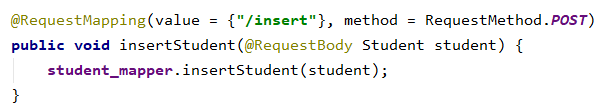 @RequestMapping(value = {"/insert"}, method = RequestMethod.POST)
public void insertStudent(@RequestBody Student student) {
    student_mapper.insertStudent(student);
}